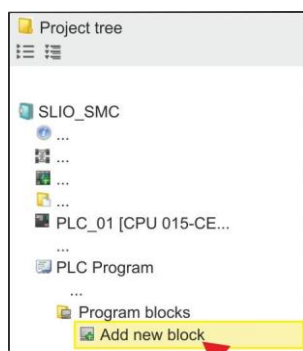 Project tree
SLIO_SMC
...
...
...
...
PLC_01 [CPU 015-CE...
...
PLC Program
...
Program blocks
Add new block